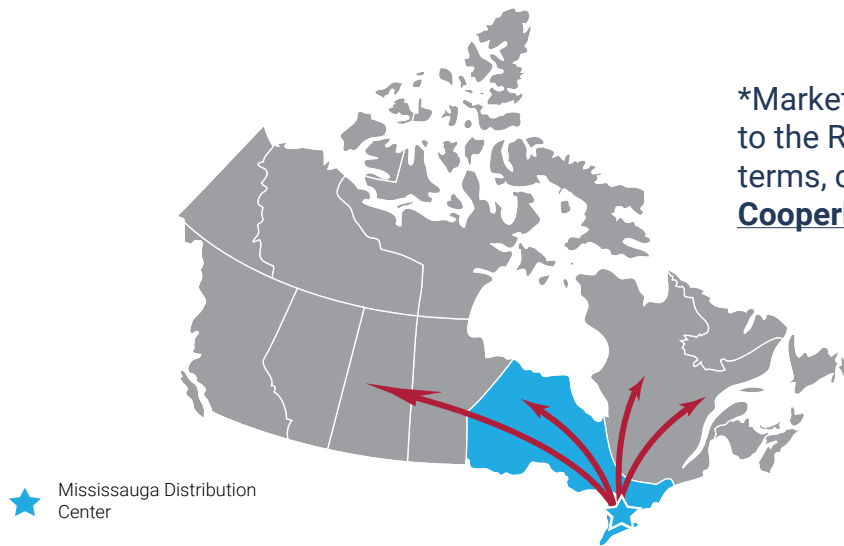 *Market
to the R
terms, c
Cooper
Mississauga Distribution
Center